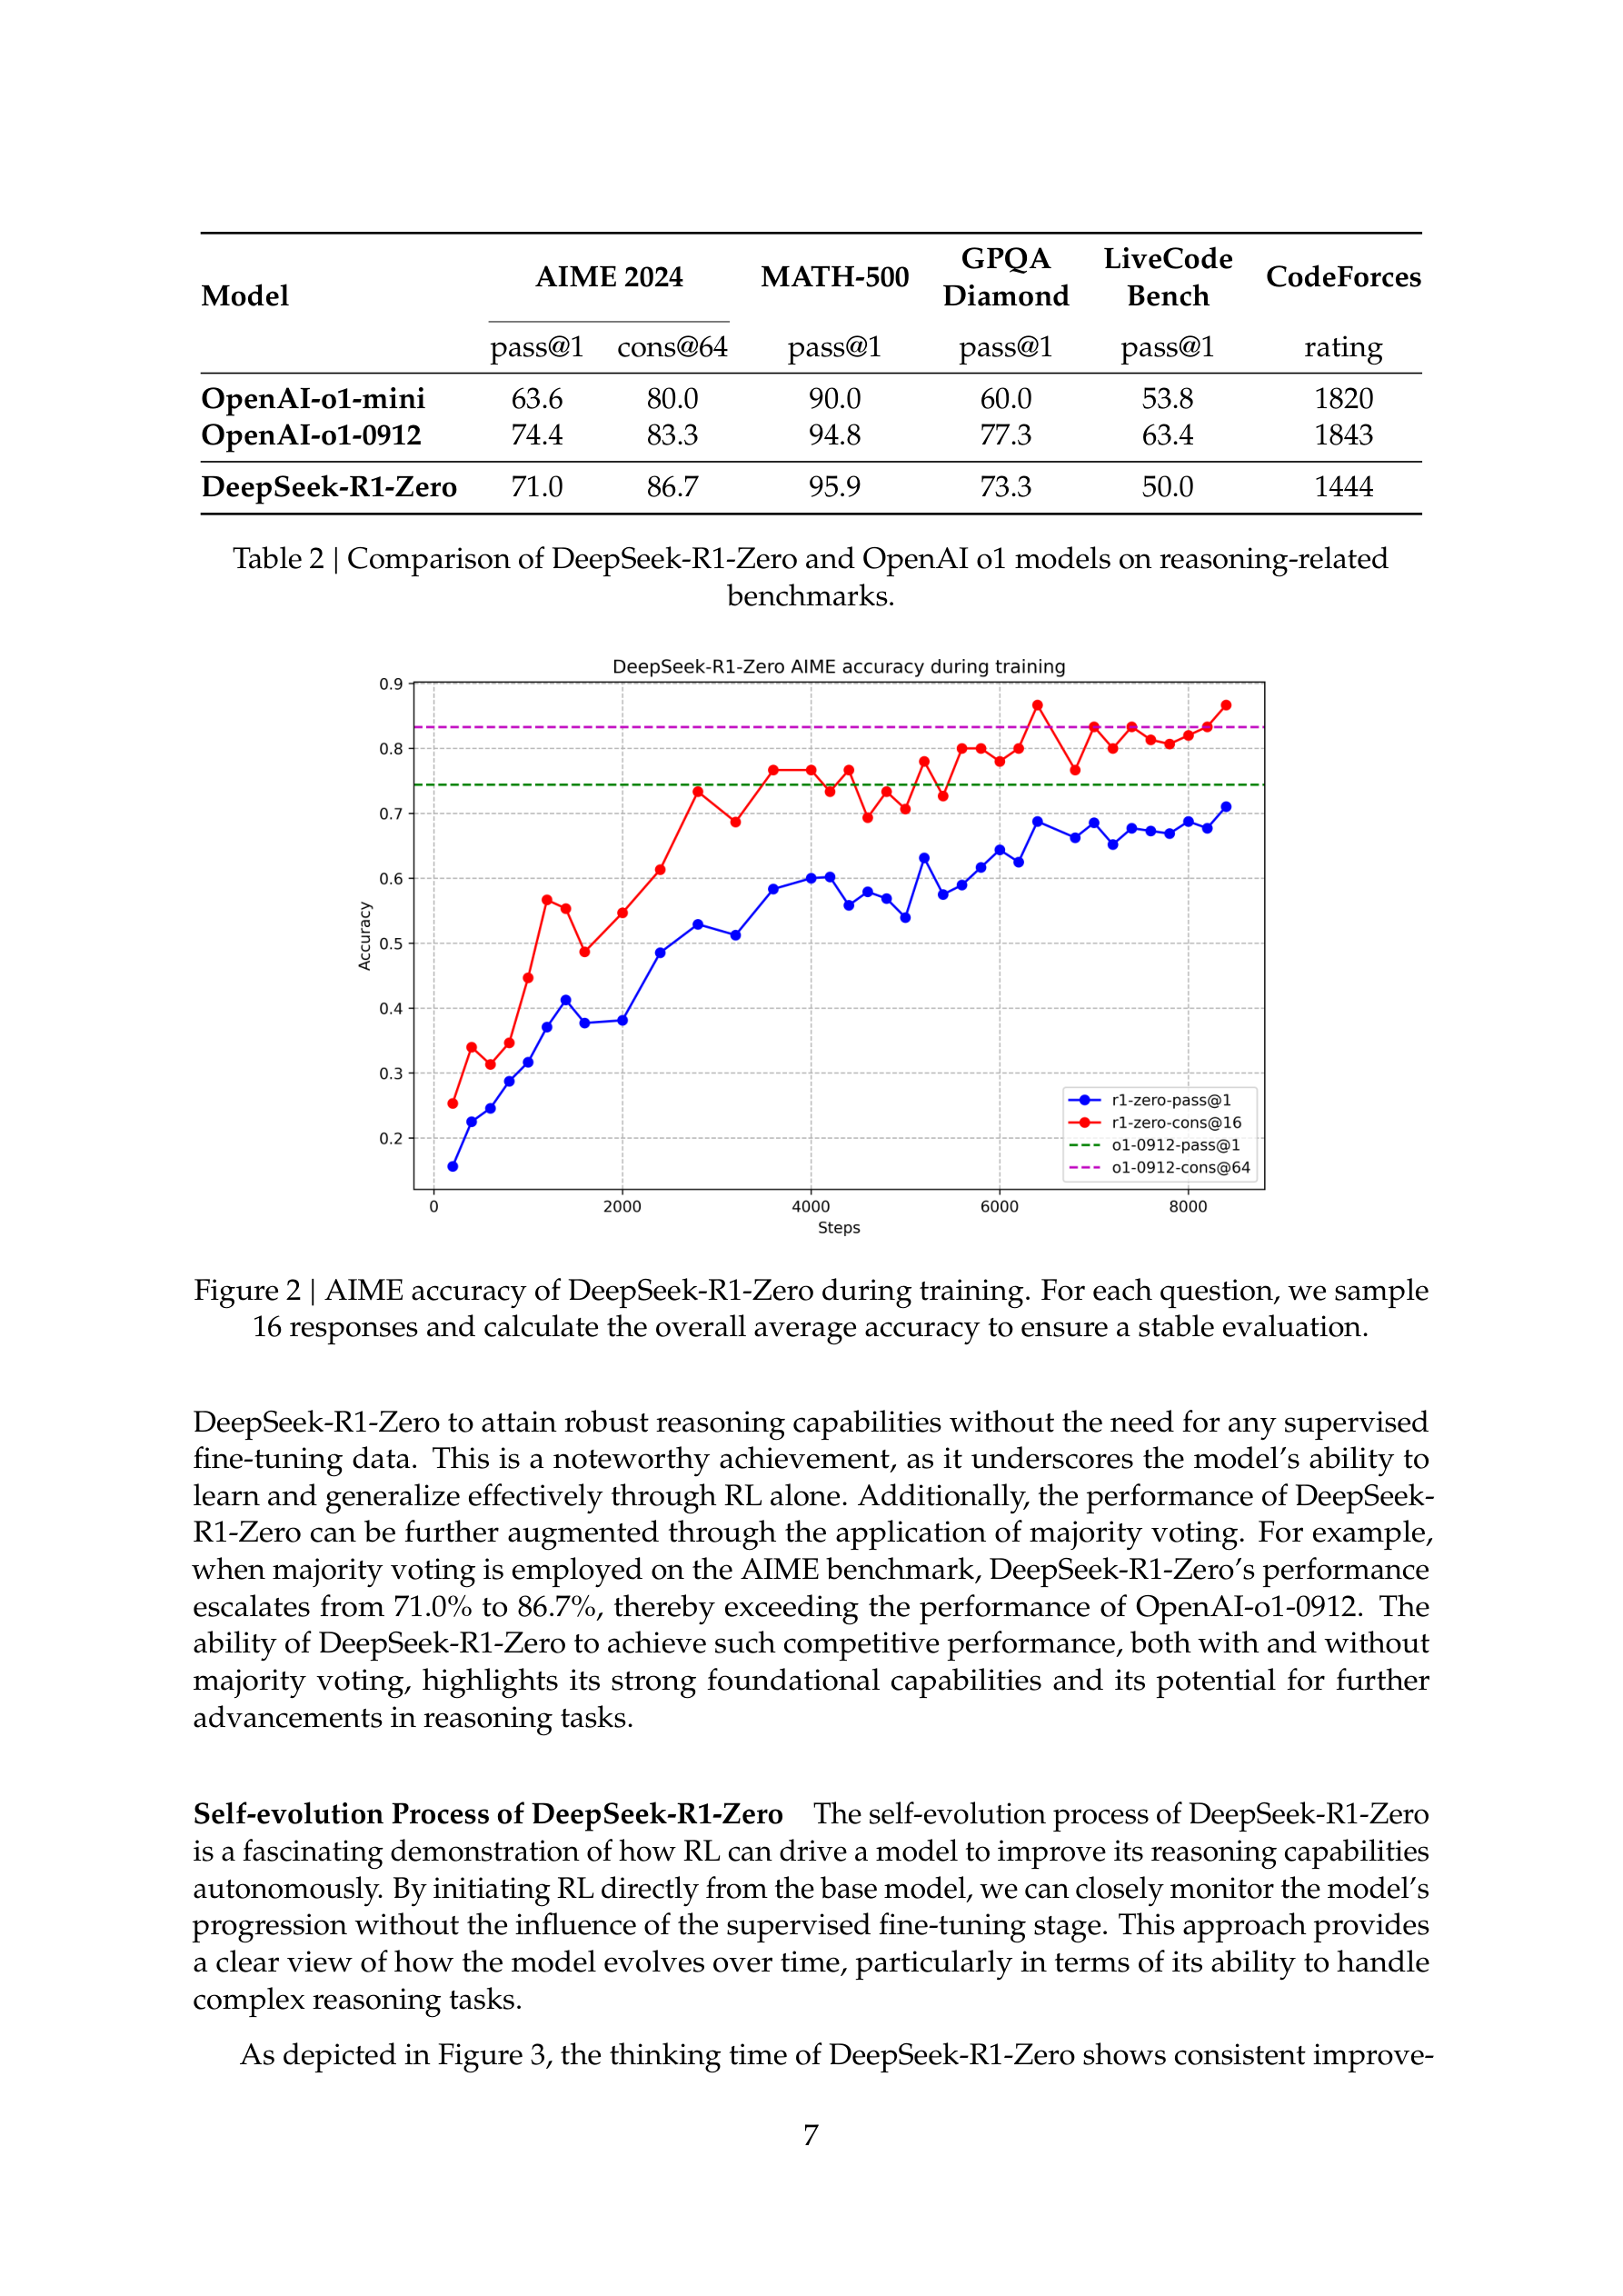 Model AIME 2024 MATH-500 GPQA Diamond LiveCode Bench CodeForces
pass@1 cons@64 pass@1 pass@1 pass@1 rating
OpenAI-o1-mini 63.6 80.0 90.0 60.0 53.8 1820
OpenAI-o1-0912 74.4 83.3 94.8 77.3 63.4 1843
DeepSeek-R1-Zero 71.0 86.7 95.9 73.3 50.0 1444
Table 2 | Comparison of DeepSeek-R1-Zero and OpenAI o1 models on reasoning-related
benchmarks.
DeepSeek-R1-Zero AIME accuracy during training
0.9
0.8
0.7
0.6
0.5
0.4
0.3
0.2
Accuracy
r1-zero-pass@1
r1-zero-cons@16
o1-0912-pass@1
o1-0912-cons@64
0 2000 4000 6000 8000
Steps
Figure 2 | AIME accuracy of DeepSeek-R1-Zero during training. For each question, we sample
16 responses and calculate the overall average accuracy to ensure a stable evaluation.
DeepSeek-R1-Zero to attain robust reasoning capabilities without the need for any supervised
fine-tuning data. This is a noteworthy achievement, as it underscores the model's ability to
learn and generalize effectively through RL alone. Additionally, the performance of DeepSeek-
R1-Zero can be further augmented through the application of majority voting. For example,
when majority voting is employed on the AIME benchmark, DeepSeek-R1-Zero's performance
escalates from 71.0% to 86.7%, thereby exceeding the performance of OpenAI-o1-0912. The
ability of DeepSeek-R1-Zero to achieve such competitive performance, both with and without
majority voting, highlights its strong foundational capabilities and its potential for further
advancements in reasoning tasks.
Self-evolution Process of DeepSeek-R1-Zero The self-evolution process of DeepSeek-R1-Zero
is a fascinating demonstration of how RL can drive a model to improve its reasoning capabilities
autonomously. By initiating RL directly from the base model, we can closely monitor the model's
progression without the influence of the supervised fine-tuning stage. This approach provides
a clear view of how the model evolves over time, particularly in terms of its ability to handle
complex reasoning tasks.
As depicted in Figure 3, the thinking time of DeepSeek-R1-Zero shows consistent improve-
7